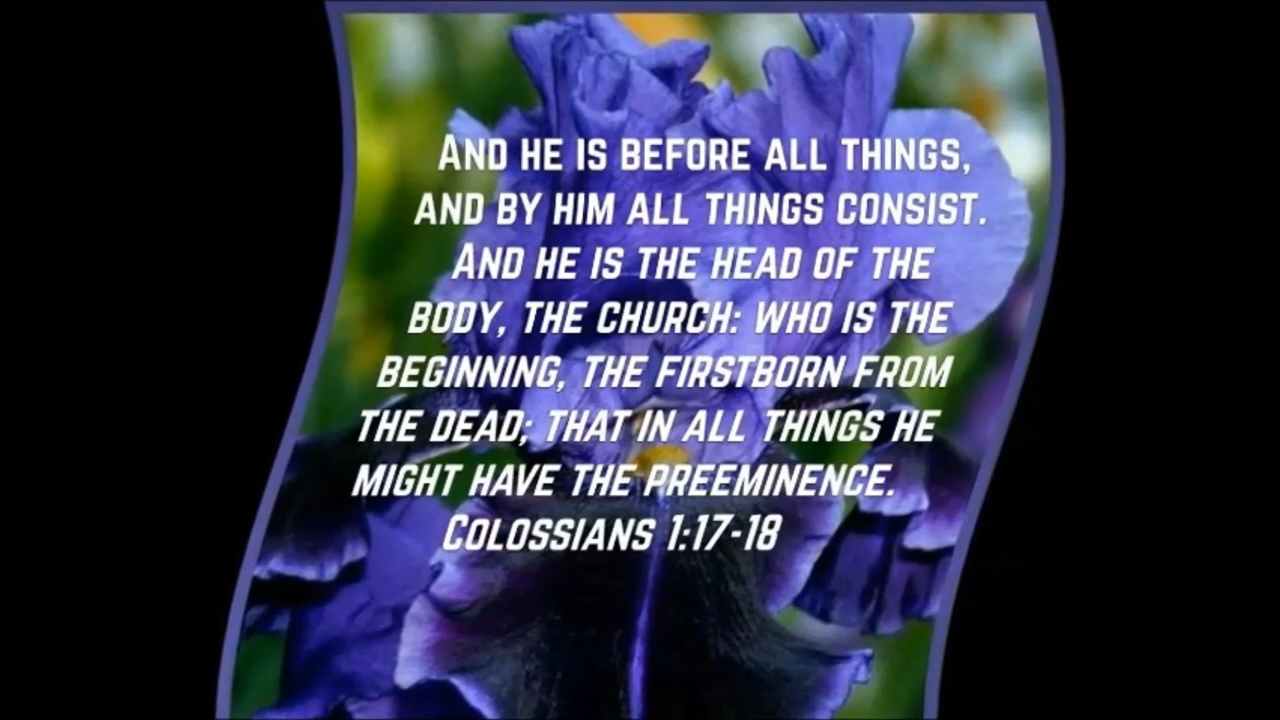 And he is before all things,
and by him all things consist.
And he is the head of the
body, the church: who is the
beginning, the firstborn from
the dead; that in all things he
might have the preeminence.
Colossians 1:17-18